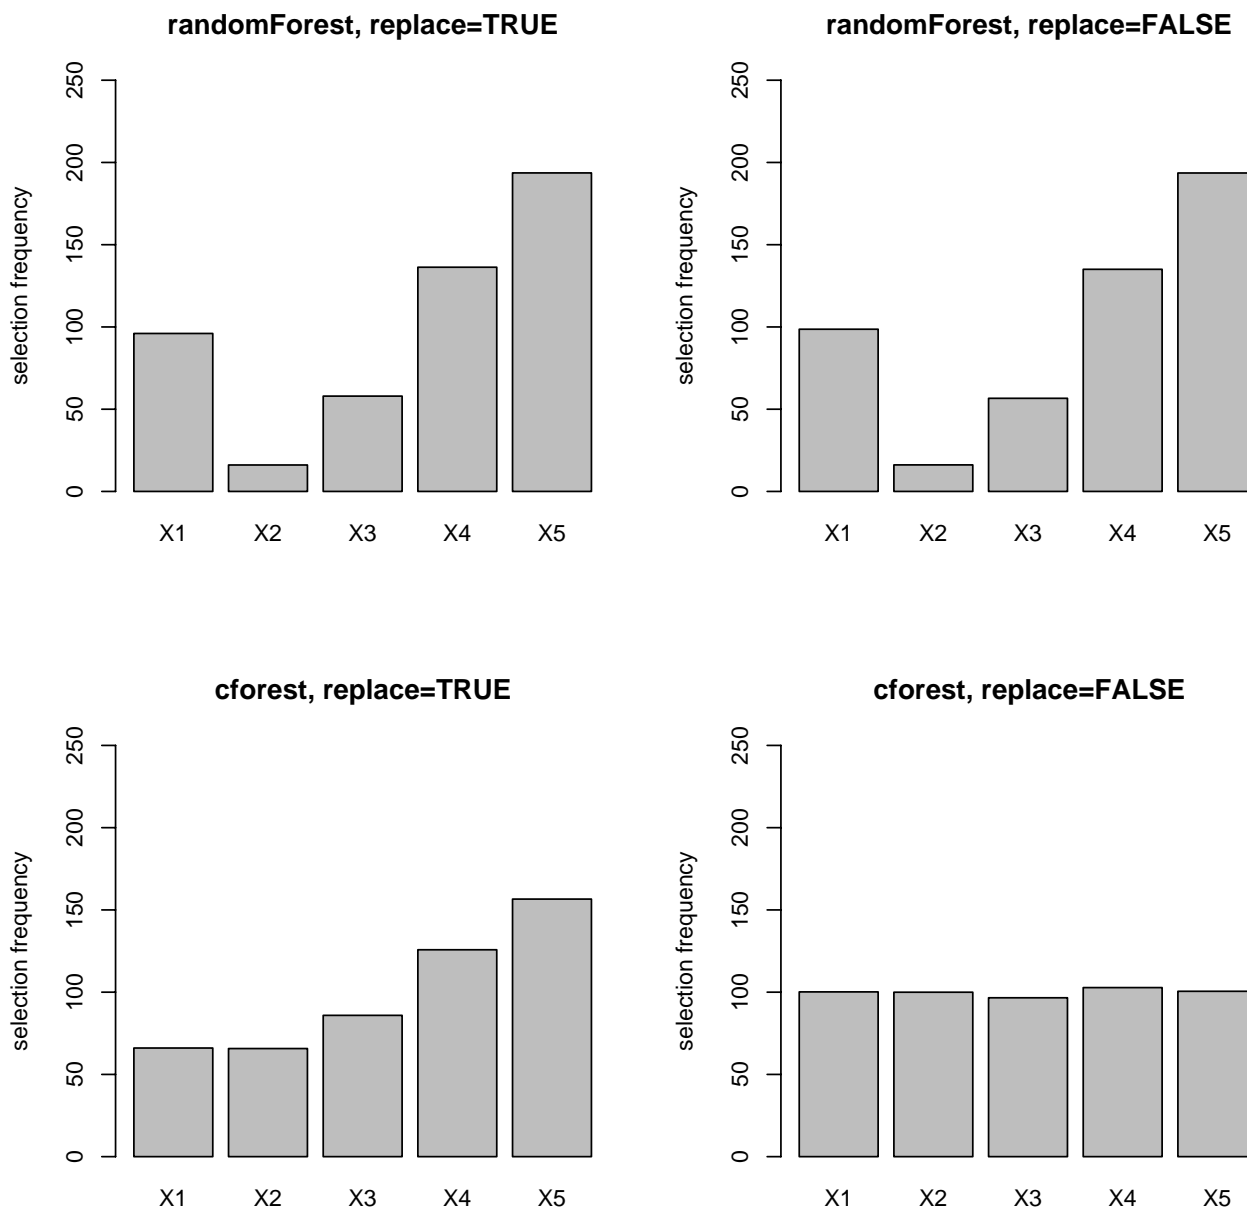 randomForest, replace=TRUE
selection frequency
250
200
150
100
50
0
X1 X2 X3 X4 X5
randomForest, replace=FALSE
selection frequency
250
200
150
100
50
0
X1 X2 X3 X4 X5
cforest, replace=TRUE
selection frequency
250
200
150
100
50
0
X1 X2 X3 X4 X5
cforest, replace=FALSE
selection frequency
250
200
150
100
50
0
X1 X2 X3 X4 X5